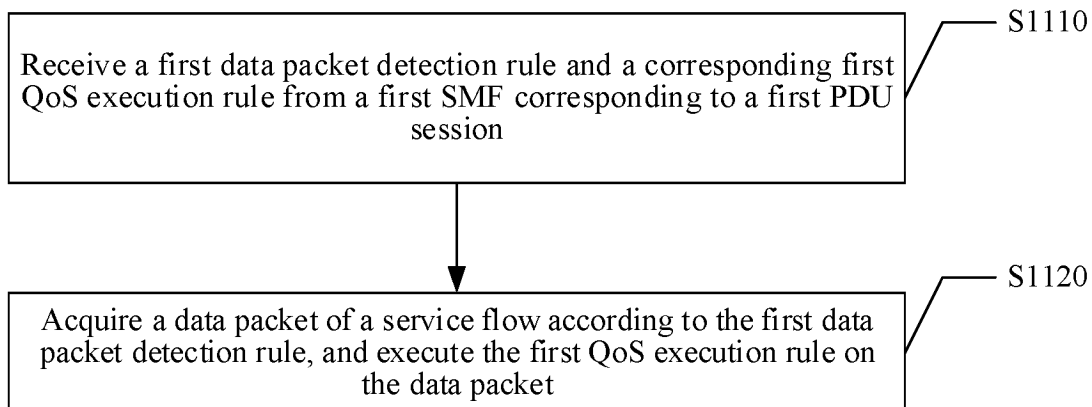 S1110
Receive a first data packet detection rule and a corresponding first
QoS execution rule from a first SMF corresponding to a first PDU
session
S1120
Acquire a data packet of a service flow according to the first data
packet detection rule, and execute the first QoS execution rule on
the data packet